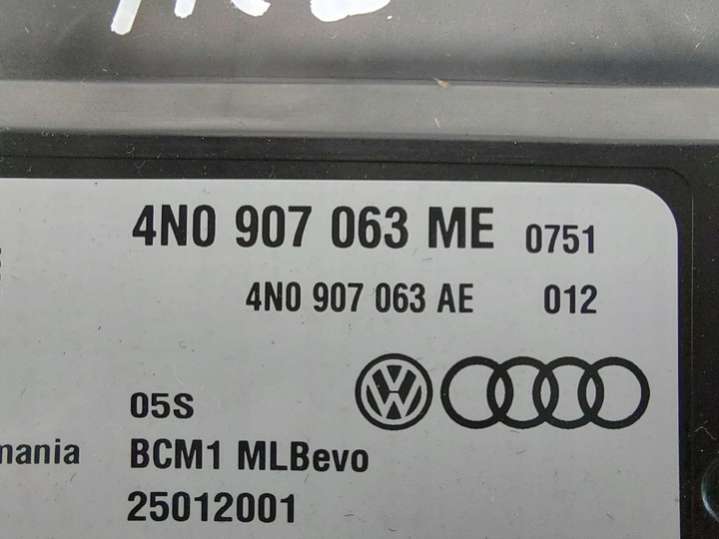 4N0 907 063 ME 0751
4N0 907 063 AE 012
05S
mania BCM1 MLBevo
25012001